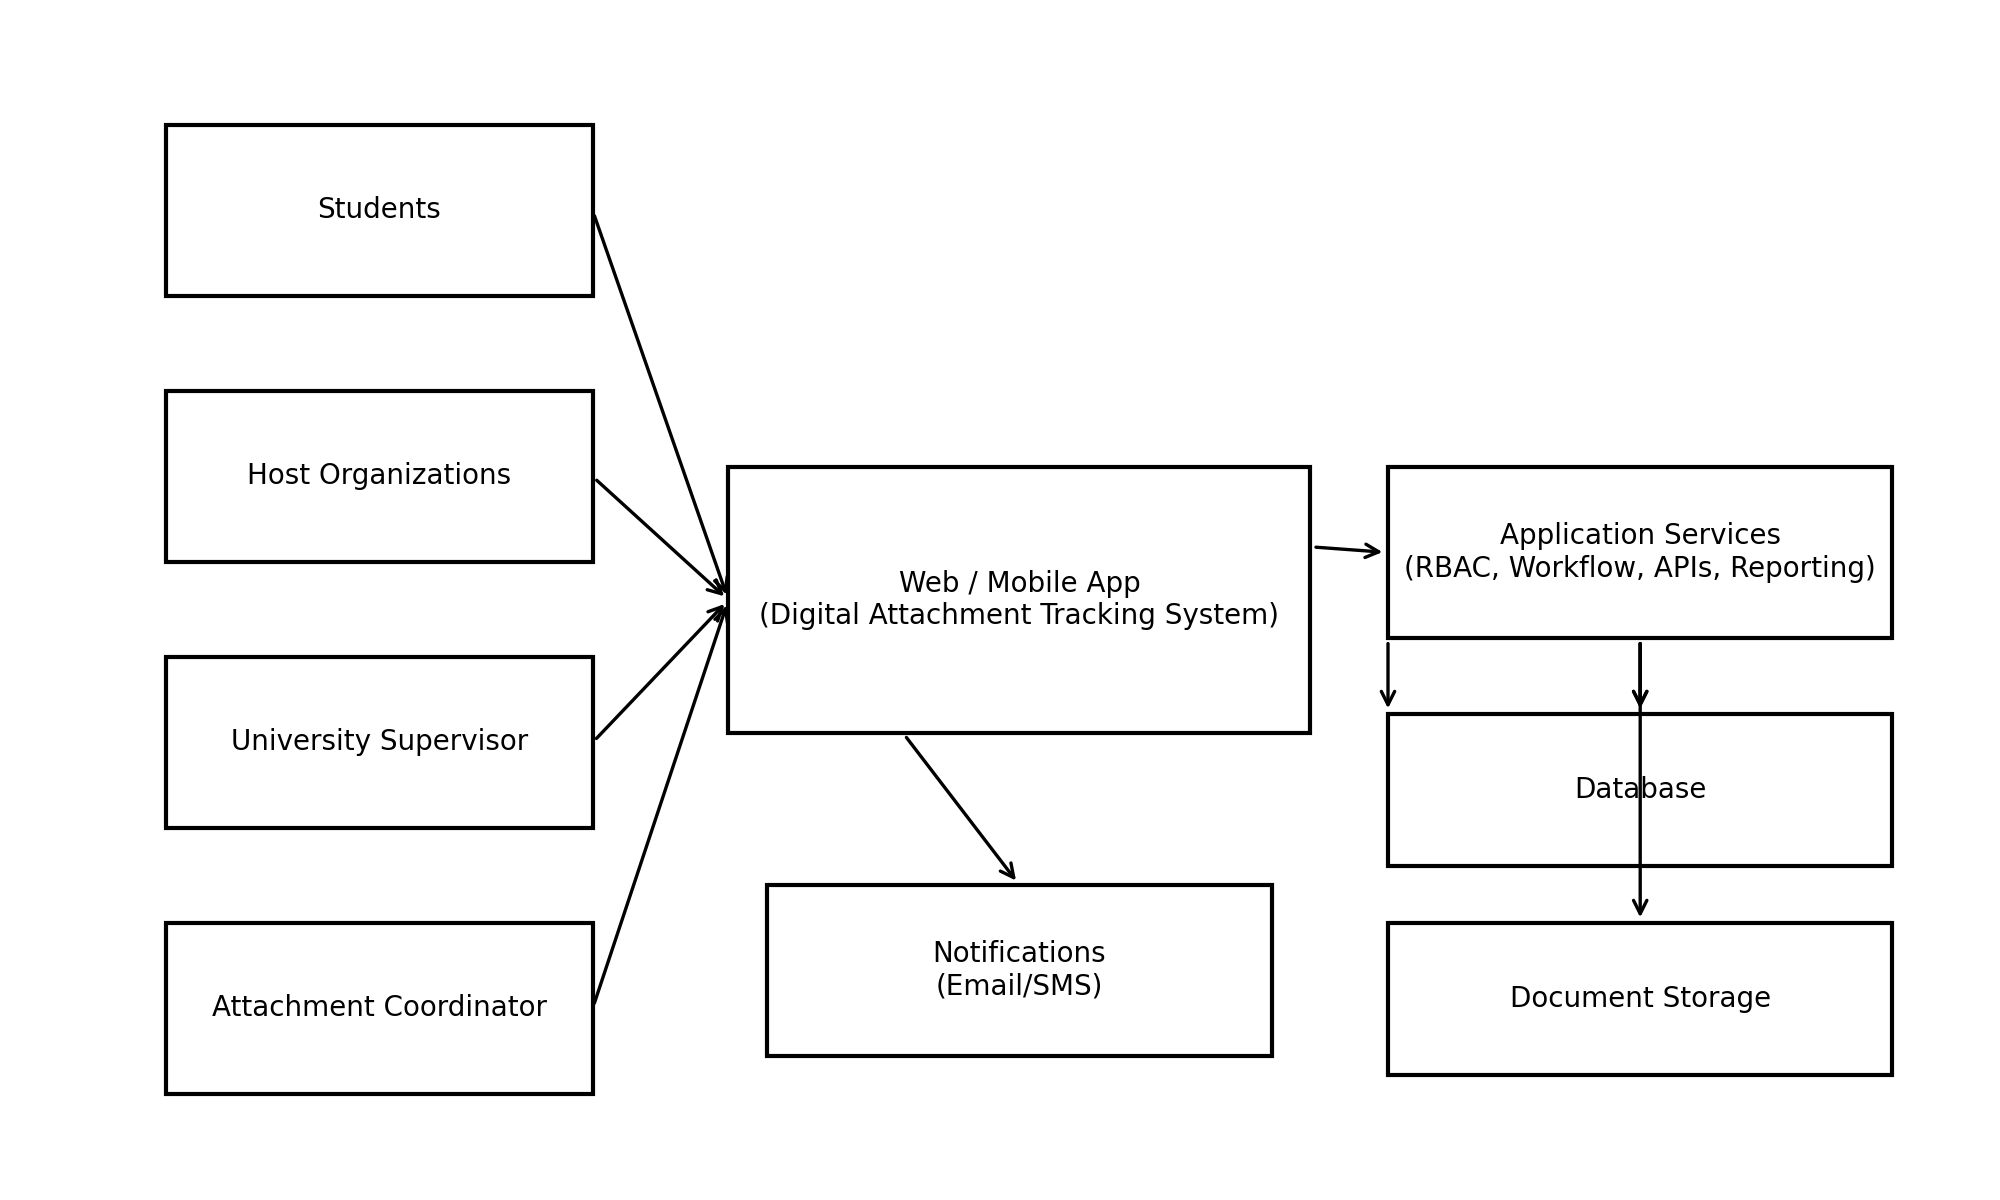 Students
Host Organizations
University Supervisor
Attachment Coordinator
Web / Mobile App
(Digital Attachment Tracking System)
Notifications
(Email/SMS)
Application Services
(RBAC, Workflow, APIs, Reporting)
Database
Document Storage